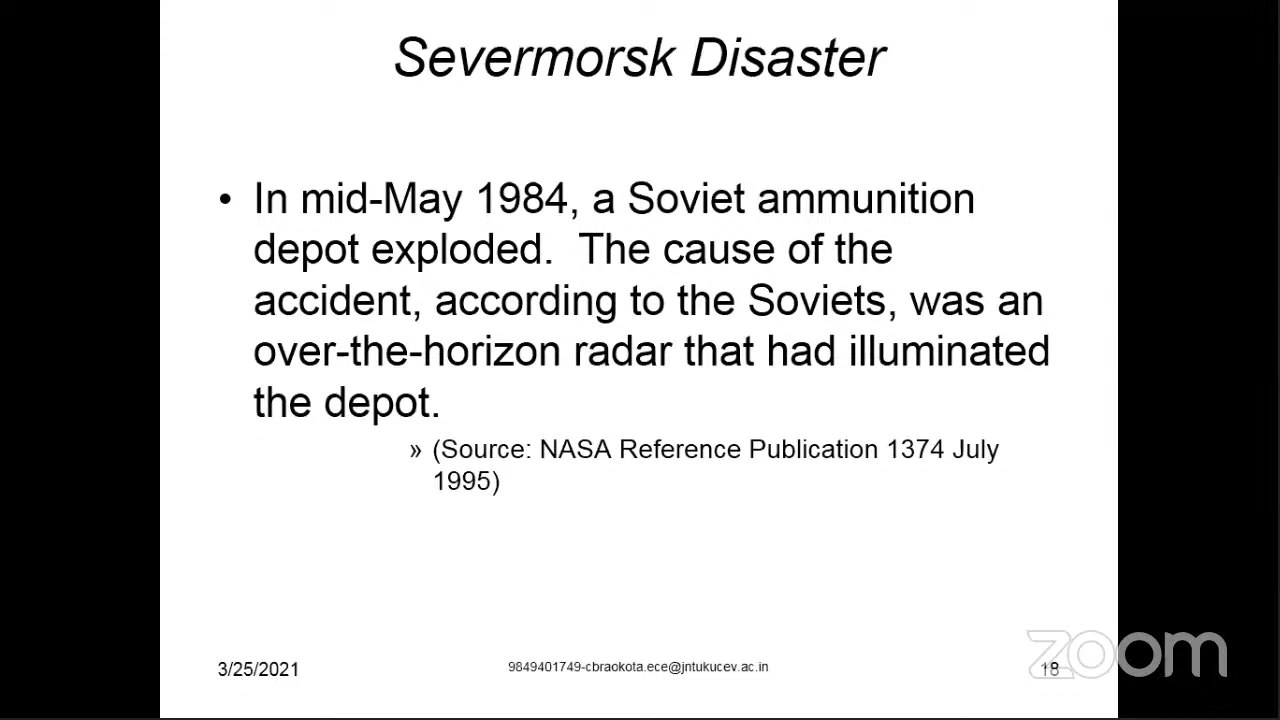 Severmorsk Disaster
• In mid-May 1984, a Soviet ammunition
depot exploded. The cause of the
accident, according to the Soviets, was an
over-the-horizon radar that had illuminated
the depot.
» (Source: NASA Reference Publication 1374 July
1995)
3/25/2021
9849401749-cbraokota.ece@jntukucev.ac.in
18
zoom